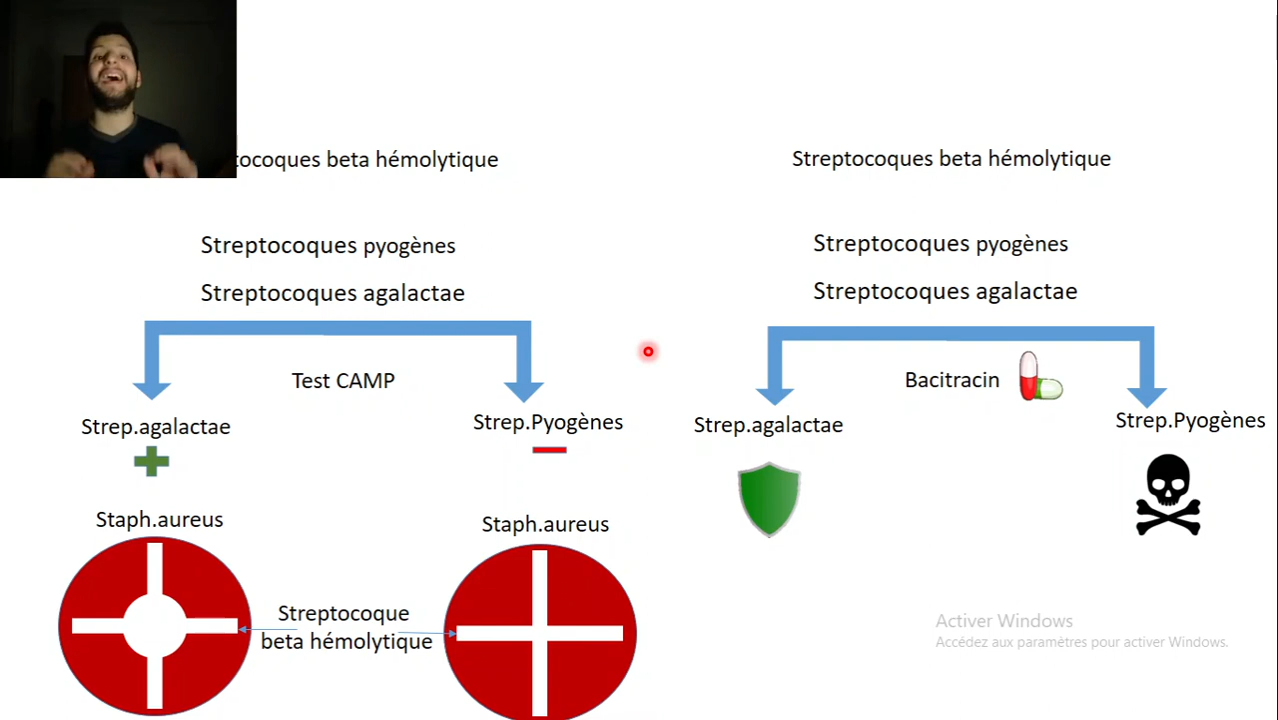 tocoques beta hémolytique
Streptocoques pyogènes
Streptocoques agalactae
Test CAMP
Strep.agalactae
Strep.Pyogènes
Staph.aureus
Staph.aureus
Streptocoque
beta hémolytique
Streptocoques beta hémolytique
Streptocoques pyogènes
Streptocoques agalactae
Bacitracin
Strep.agalactae
Strep.Pyogènes
Activer Windows
Accédez aux paramètres pour activer Windows.